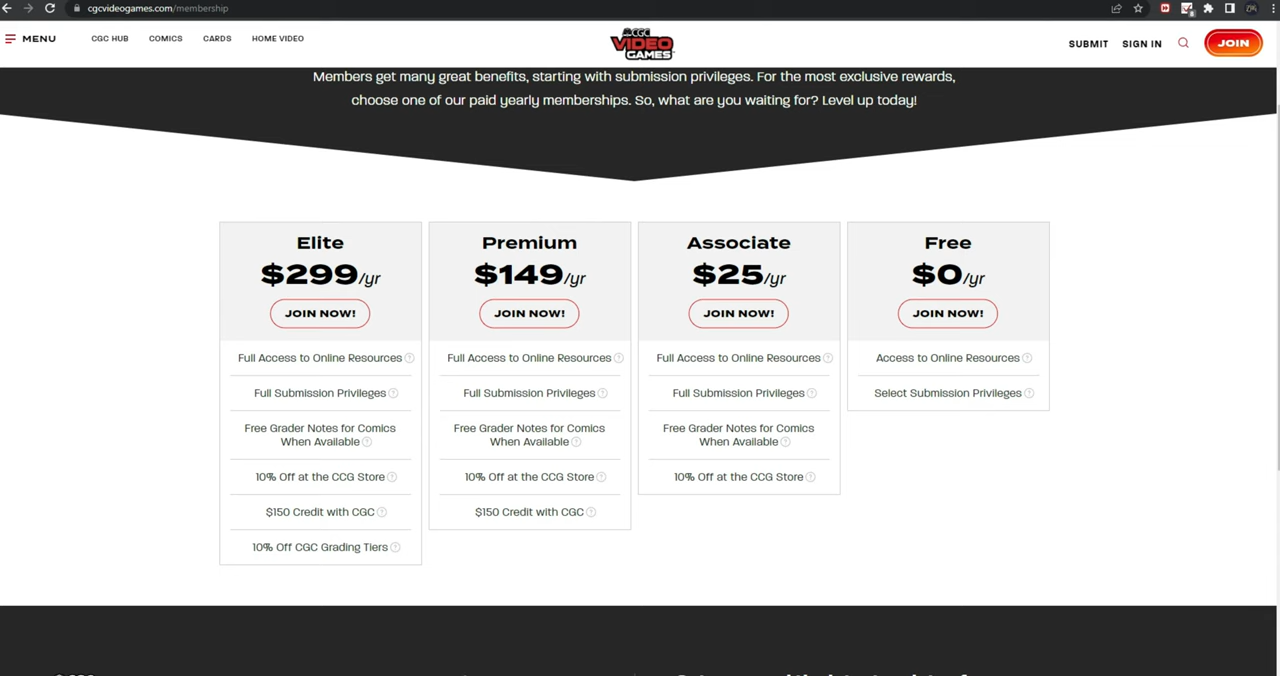 cgcvideogames.com/membership
MENU
CGC HUB
COMICS
CARDS
HOME VIDEO
CGC
VIDEO
GAMES
SUBMIT
SIGN IN
JOIN
Members get many great benefits, starting with submission privileges. For the most exclusive rewards,
choose one of our paid yearly memberships. So, what are you waiting for? Level up today!
Elite
$299/yr
JOIN NOW!
Full Access to Online Resources
Full Submission Privileges
Free Grader Notes for Comics
When Available
10% Off at the CCG Store
$150 Credit with CGC
10% Off CGC Grading Tiers
Premium
$149/yr
JOIN NOW!
Full Access to Online Resources
Full Submission Privileges
Free Grader Notes for Comics
When Available
10% Off at the CCG Store
$150 Credit with CGC
Associate
$25/yr
JOIN NOW!
Full Access to Online Resources
Full Submission Privileges
Free Grader Notes for Comics
When Available
10% Off at the CCG Store
Free
$0/yr
JOIN NOW!
Access to Online Resources
Select Submission Privileges